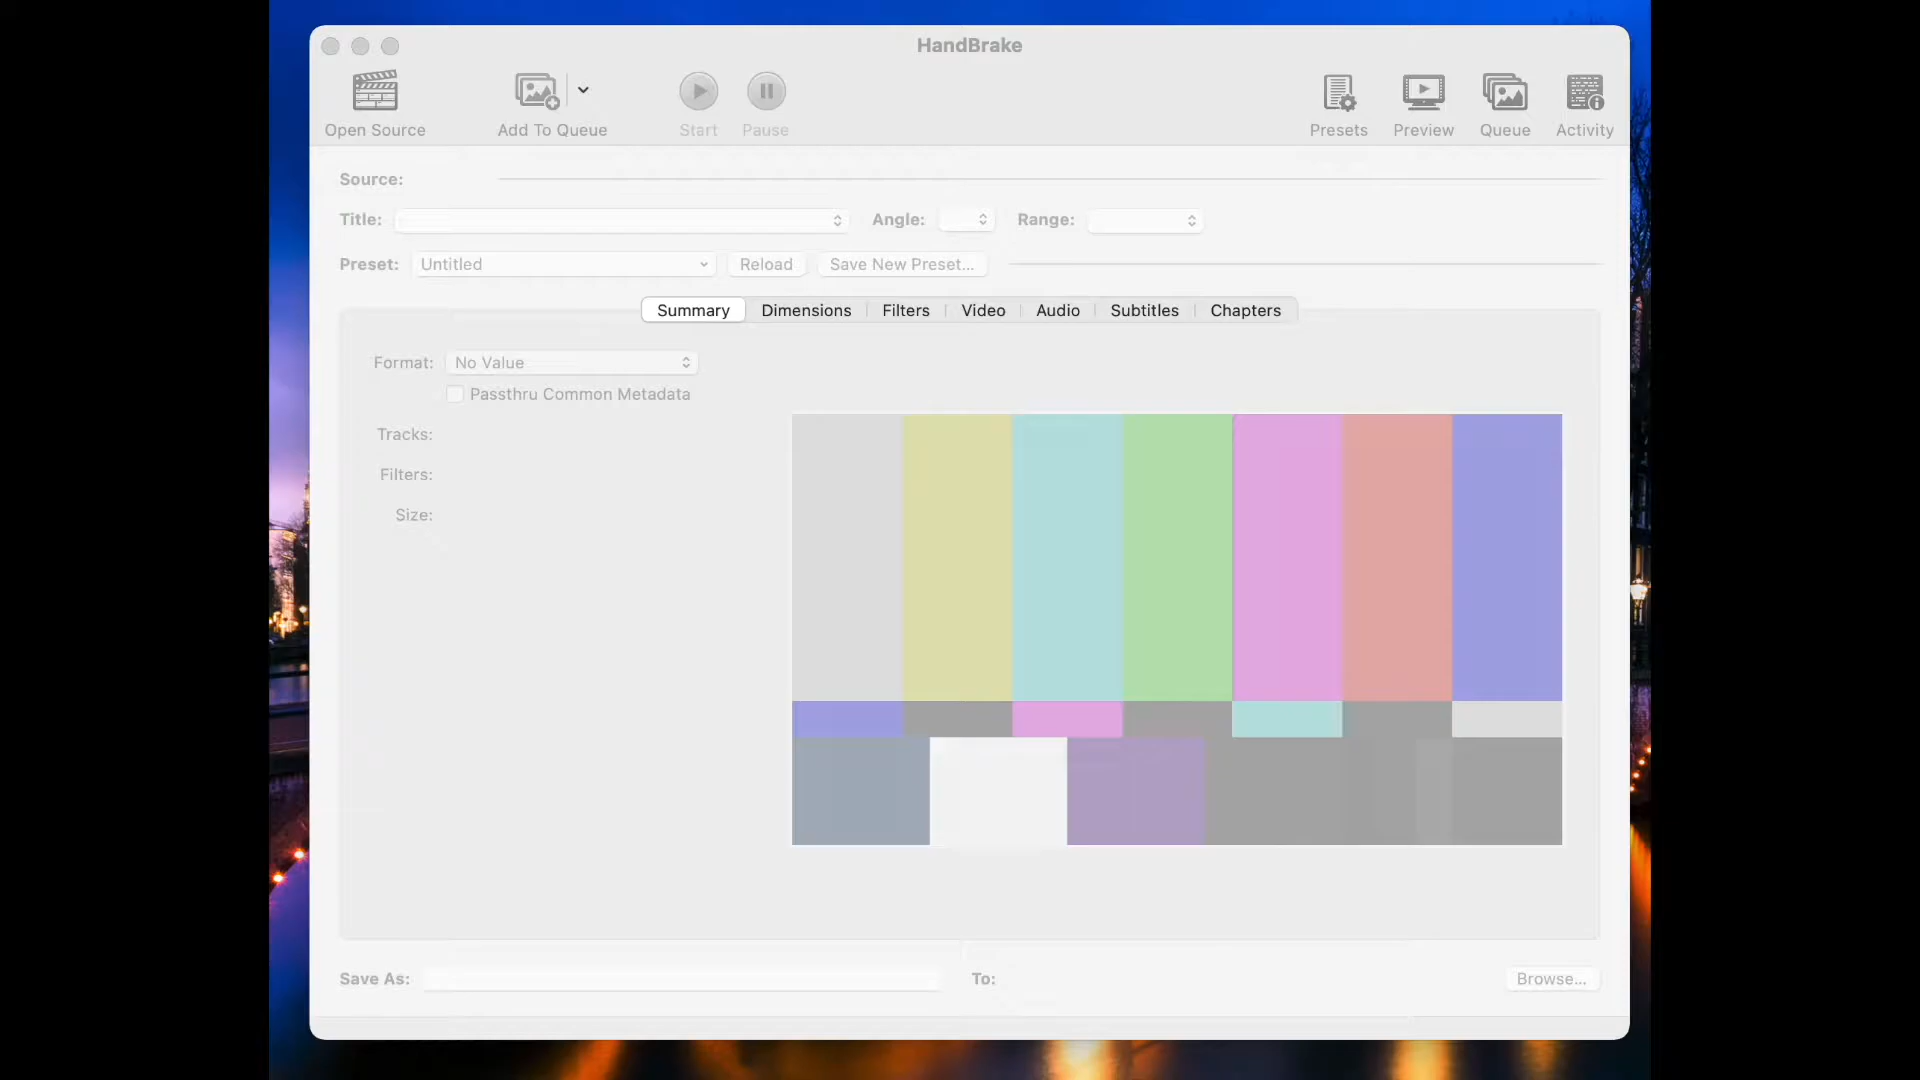 HandBrake
Open Source
Add To Queue
Start
Pause
Presets
Preview
Queue
Activity
Source:
Title:
Angle:
Range:
Preset:
Untitled
Reload
Save New Preset...
Summary
Dimensions
Filters
Video
Audio
Subtitles
Chapters
Format:
No Value
Passthru Common Metadata
Tracks:
Filters:
Size:
Save As:
To:
Browse...